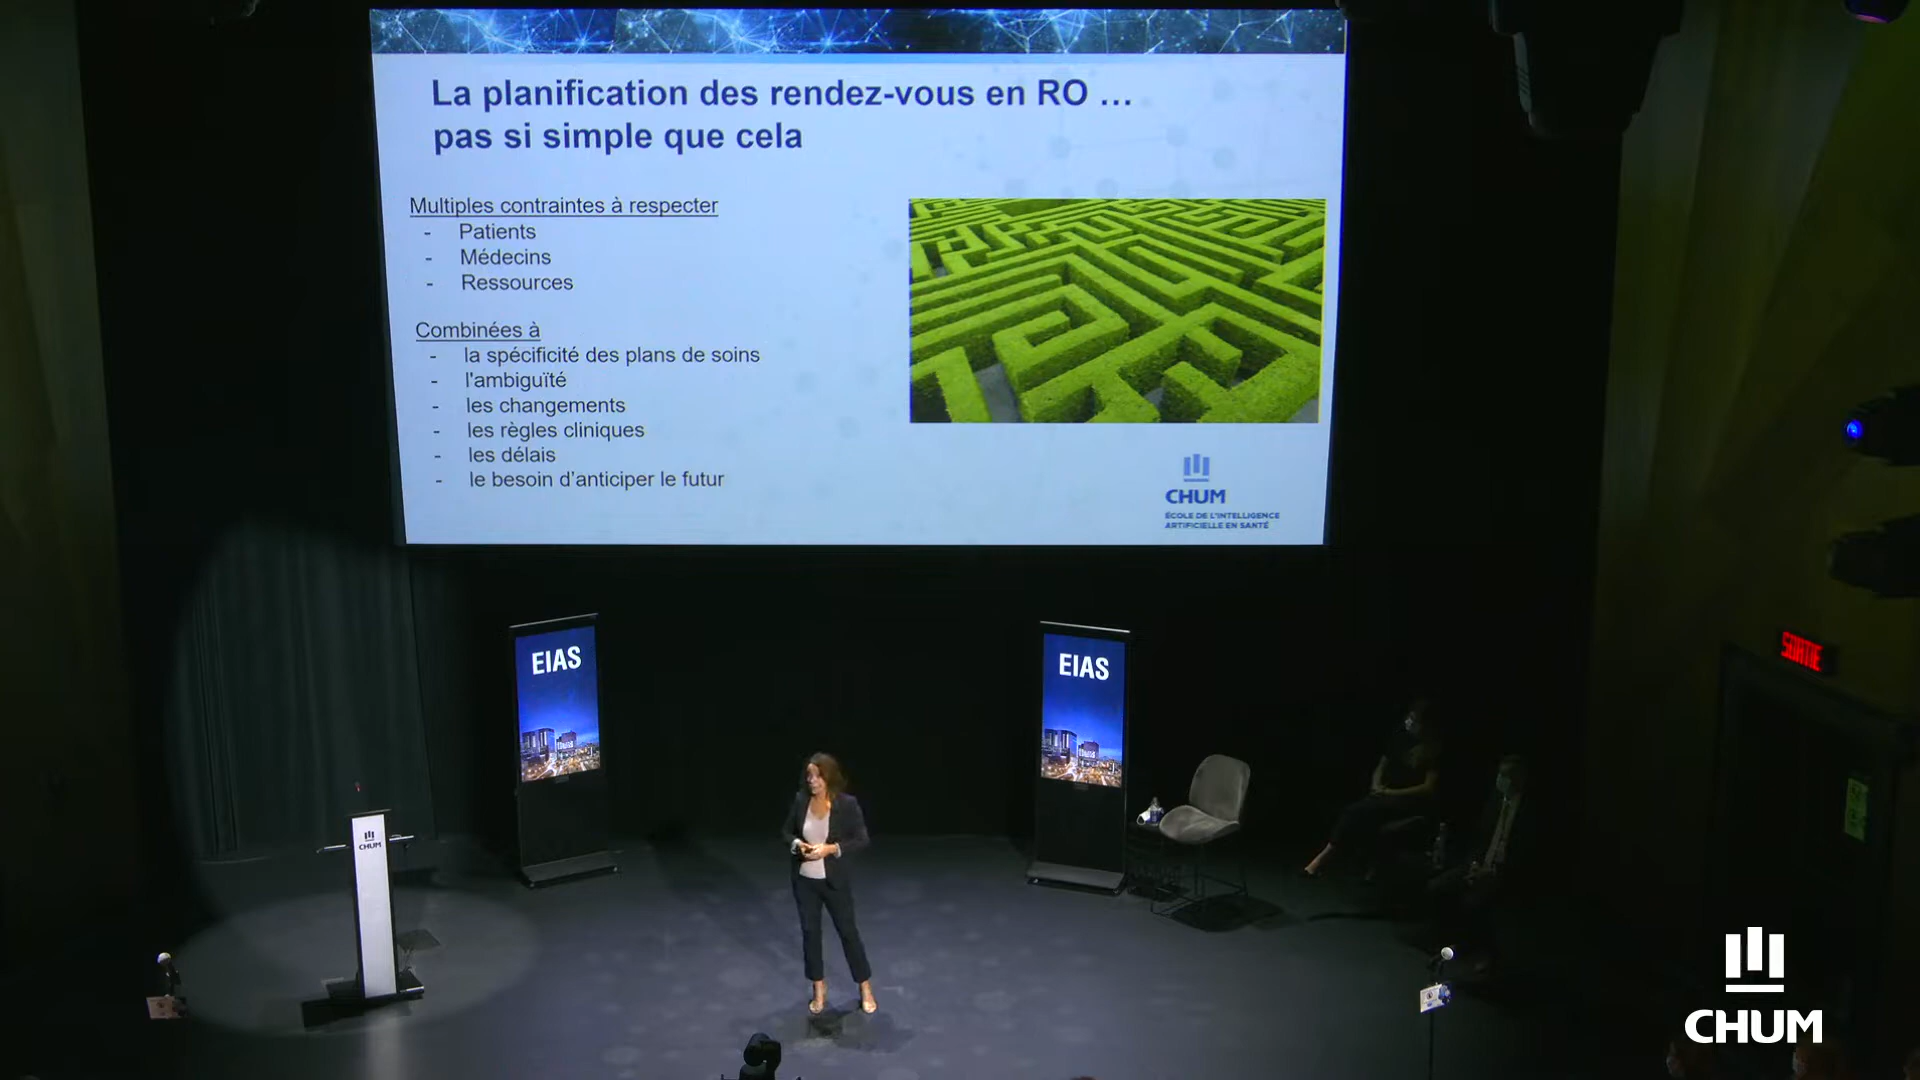 La planification des rendez-vous en RO ...
pas si simple que cela
Multiples contraintes à respecter
- Patients
- Médecins
- Ressources
Combinées à
- la spécificité des plans de soins
- l'ambiguïté
- les changements
- les règles cliniques
- les délais
- le besoin d'anticiper le futur
CHUM
ÉCOLE DE L'INTELLIGENCE
ARTIFICIELLE EN SANTÉ
EIAS
EIAS
SORTIE
CHUM
CHUM